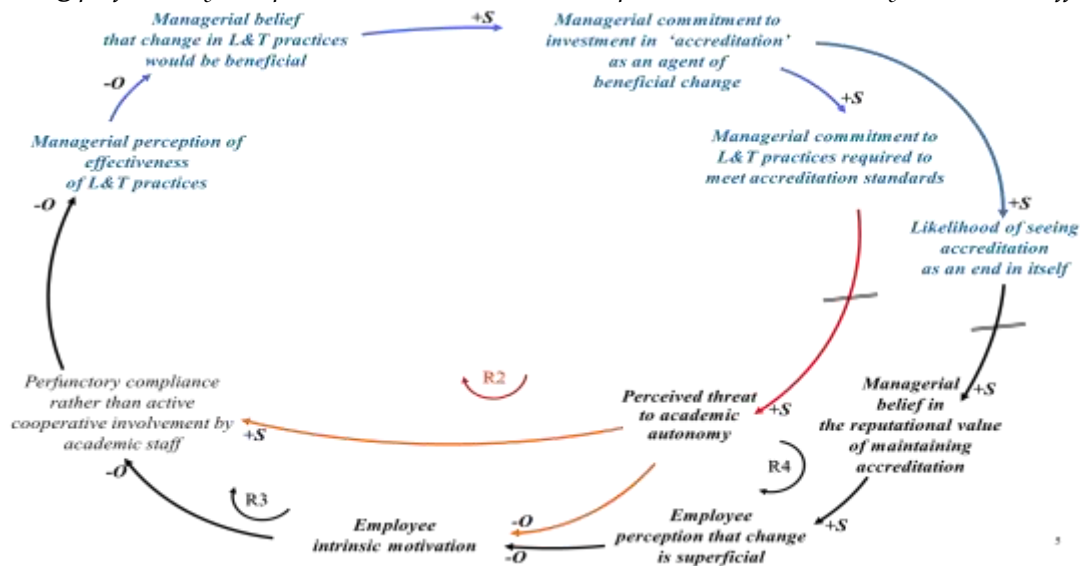 Managerial belief
that change in L&T practices
would be beneficial
+S
Managerial commitment to
investment in ‘accreditation’
as an agent of
beneficial change
-O
+S
Managerial perception of
effectiveness
of L&T practices
Managerial commitment to
L&T practices required to
meet accreditation standards
-O
+S
Likelihood of seeing
accreditation
as an end in itself
Perfunctory compliance
rather than active
cooperative involvement by
academic staff
+S
-O
R2
Perceived threat
to academic
autonomy
+S
Managerial
belief in
the reputational value
of maintaining
accreditation
+S
R4
R3
Employee
intrinsic motivation
-O
-O
Employee
perception that change
is superficial
+S
5